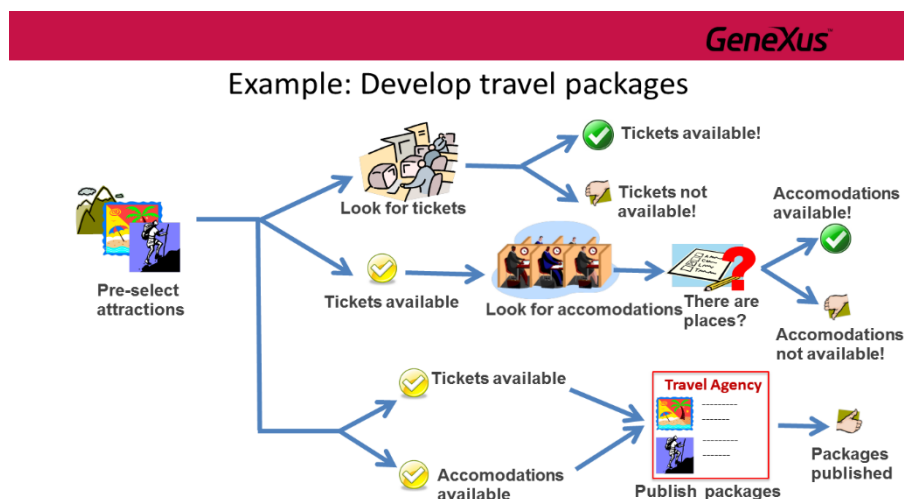 GeneXus
Example: Develop travel packages
Tickets available!
Look for tickets
Tickets not
available!
Accomodations
available!
Pre-select
attractions
Tickets available
Look for accomodations
There are
places?
Accomodations
not available!
Tickets available
Travel Agency
Accomodations
available
Publish packages
Packages
published